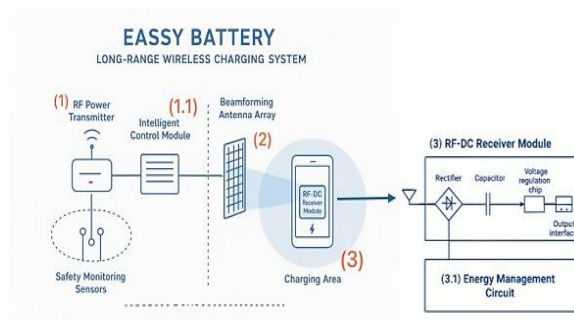 EASSY BATTERY
LONG-RANGE WIRELESS CHARGING SYSTEM
(1) RF Power
Transmitter
(1.1)
Intelligent
Control Module
Beamforming
Antenna Array
(2)
RF-DC
Receiver
Module
(3)
Charging Area
Safety Monitoring
Sensors
(3) RF-DC Receiver Module
Rectifier
Capacitor
Voltage
regulation
chip
Output
interface
(3.1) Energy Management
Circuit